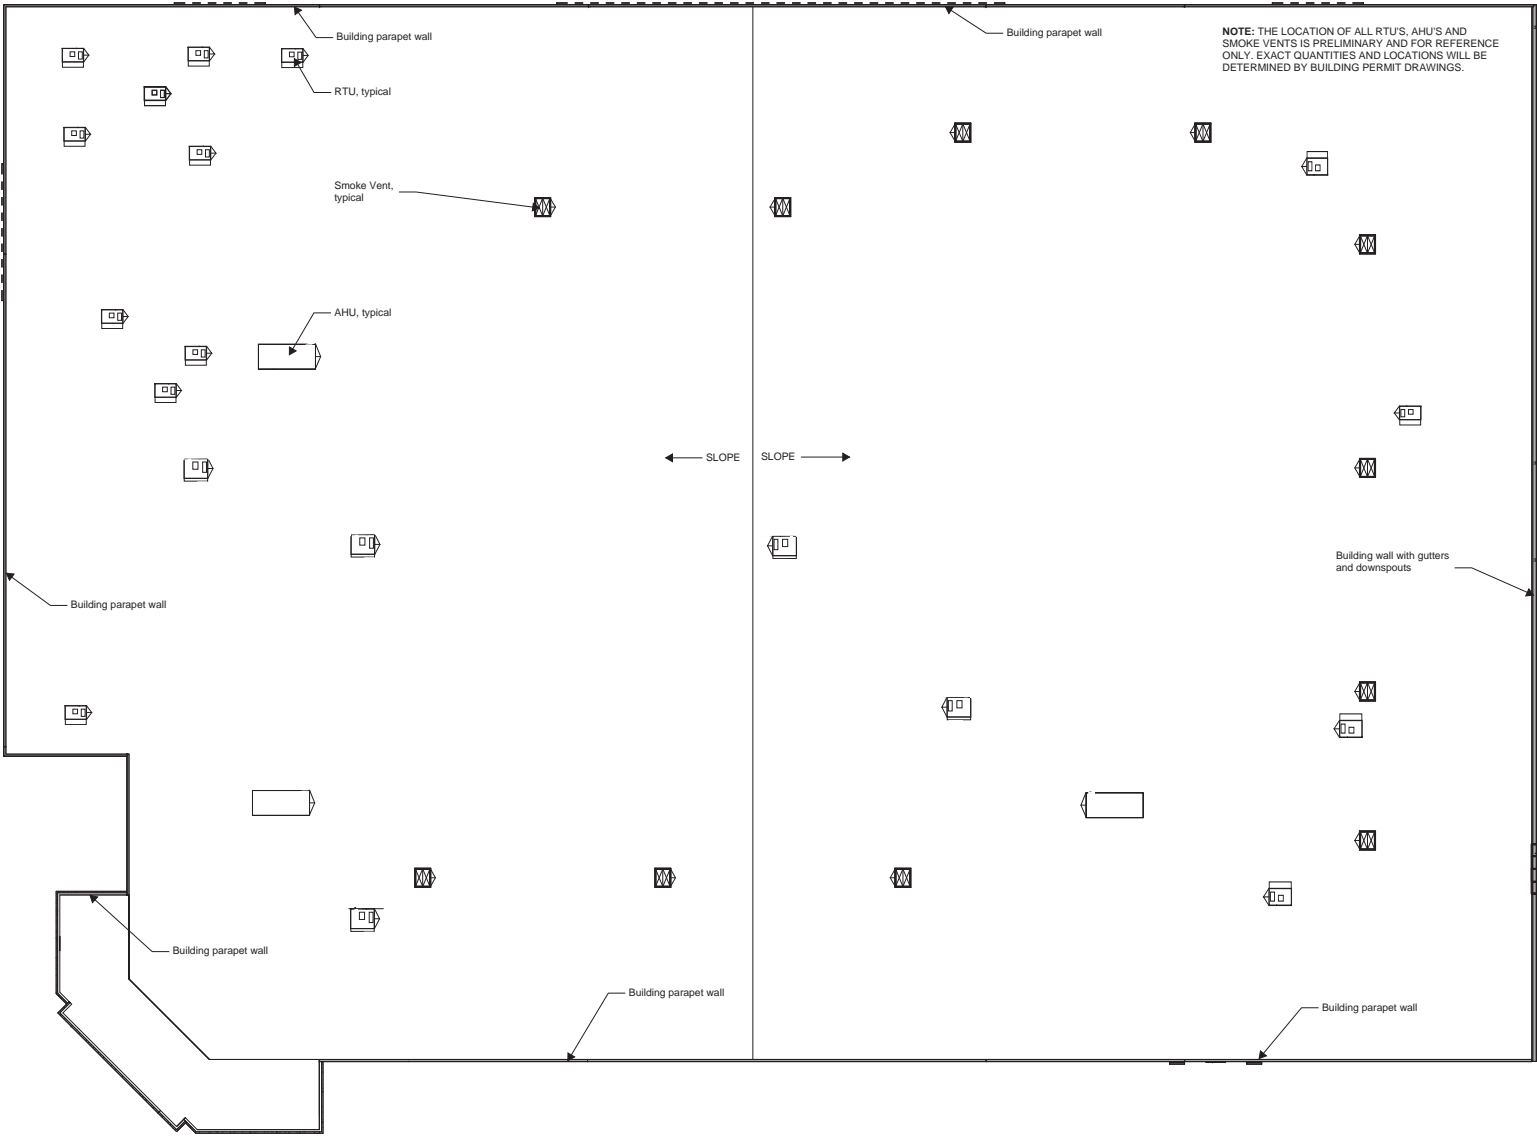 Building parapet wall
Building parapet wall
NOTE: THE LOCATION OF ALL RTU'S, AHU'S AND
SMOKE VENTS IS PRELIMINARY AND FOR REFERENCE
ONLY. EXACT QUANTITIES AND LOCATIONS WILL BE
DETERMINED BY BUILDING PERMIT DRAWINGS.
RTU, typical
Smoke Vent,
typical
AHU, typical
SLOPE
SLOPE
Building wall with gutters
and downspouts
Building parapet wall
Building parapet wall
Building parapet wall
Building parapet wall